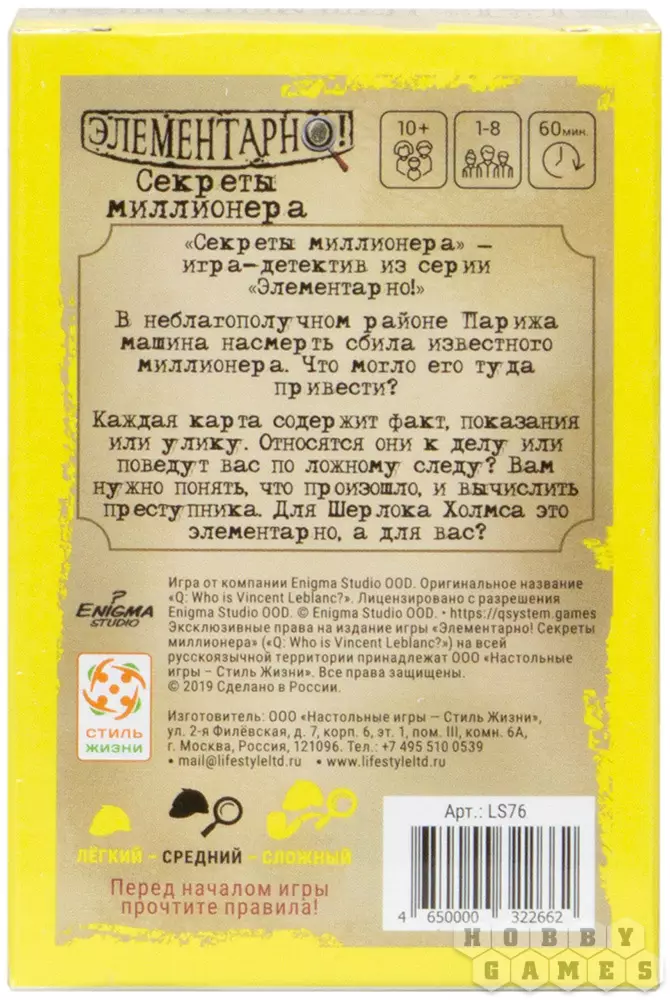 ЭЛЕМЕНТАРНО!
Секреты
миллионера
10+
1-8
60мин.
«Секреты миллионера» –
игра-детектив из серии
«Элементарно!»
В неблагополучном районе Парижа
машина насмерть сбила известного
миллионера. Что могло его туда
привести?
Каждая карта содержит факт, показания
или улику. Относятся они к делу или
поведут вас по ложному следу? Вам
нужно понять, что произошло, и вычислить
преступника. Для Шерлока Холмса это
элементарно, а для вас?
ENIGMA
STUDIO
Игра от компании Enigma Studio OOD. Оригинальное название
«Q: Who is Vincent Leblanc?». Лицензировано с разрешения
Enigma Studio OOD. © Enigma Studio OOD. • https://qsystem.games
Эксклюзивные права на издание игры «Элементарно! Секреты
миллионера» («Q: Who is Vincent Leblanc?») на всей
русскоязычной территории принадлежат ООО «Настольные
игры – Стиль Жизни». Все права защищены.
© 2019 Сделано в России.
СТИЛЬ
ЖИЗНИ
Изготовитель: ООО «Настольные игры — Стиль Жизни»,
ул. 2-я Филёвская, д. 7, корп. 6, эт. 1, пом. III, комн. 6А,
г. Москва, Россия, 121096. Тел.: +7 495 510 0539
• mail@lifestyleltd.ru • www.lifestyleltd.ru
ЛЁГКИЙ – СРЕДНИЙ – СЛОЖНЫЙ
Перед началом игры
прочтите правила!
Арт.: LS76
4 650000 322662
HOBBY
GAMES